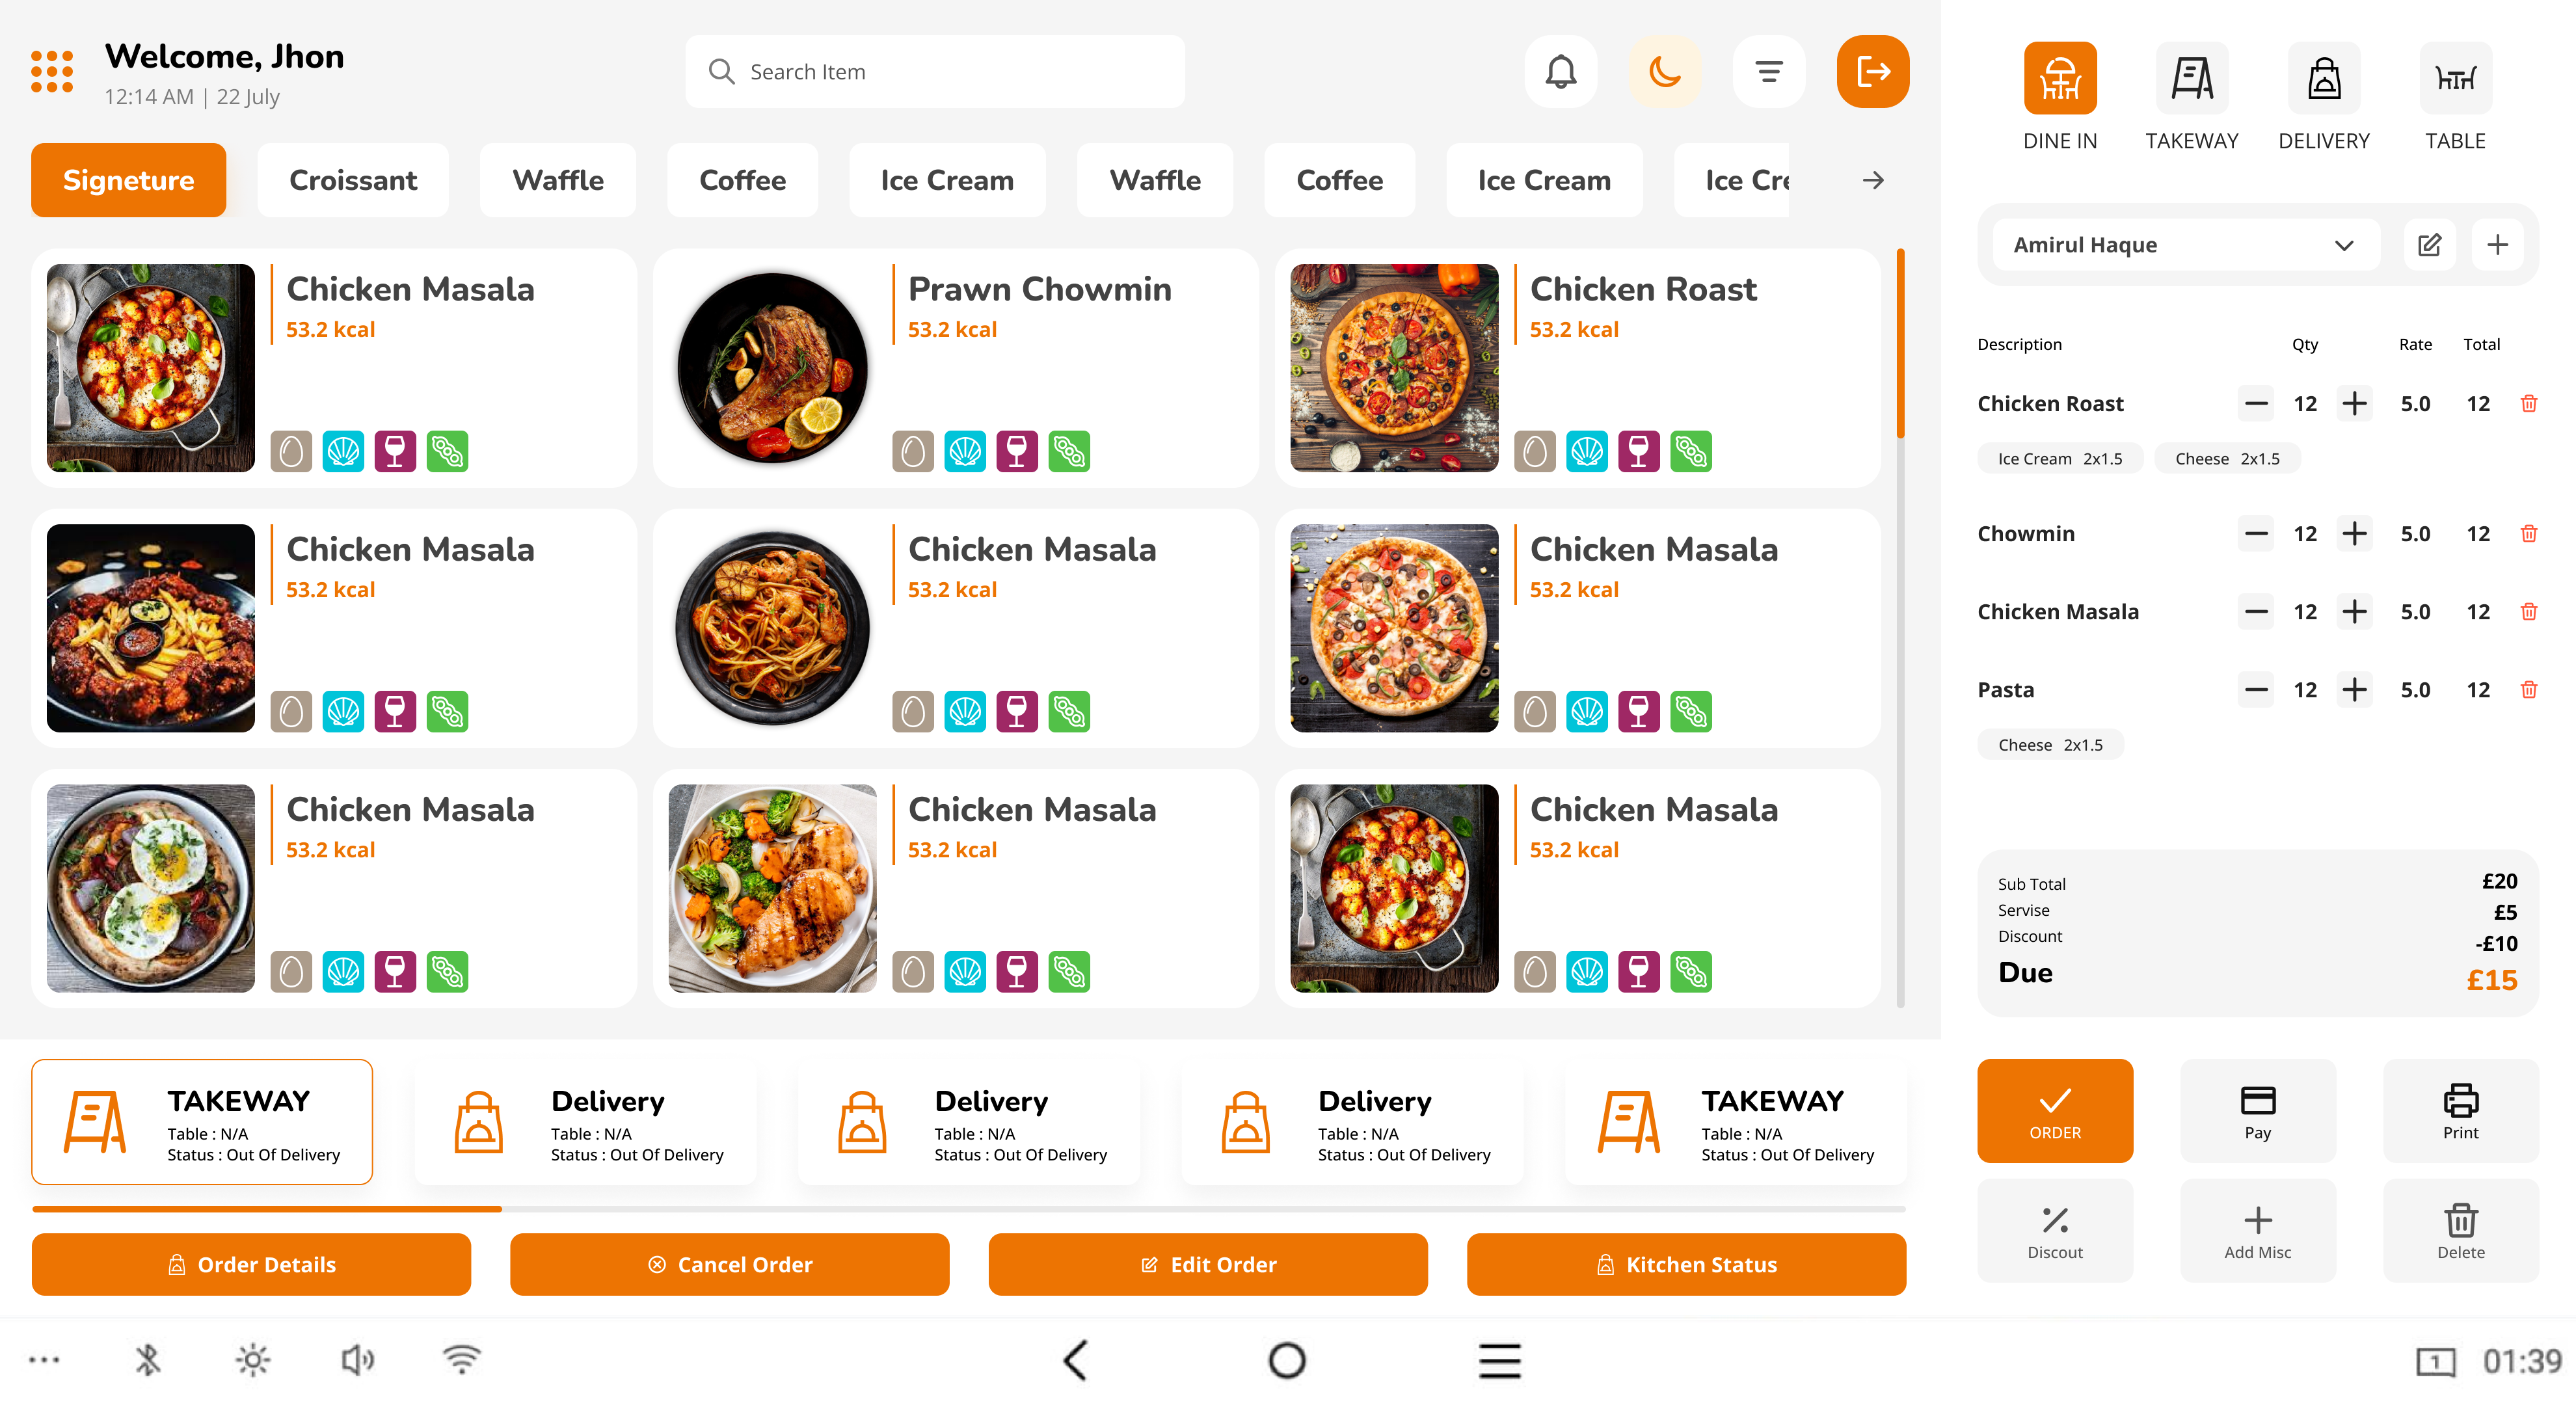 Welcome, Jhon
12:14 AM | 22 July
Search Item
Signeture
Croissant
Waffle
Coffee
Ice Cream
Waffle
Coffee
Ice Cream
Ice Cre
Chicken Masala
53.2 kcal
Prawn Chowmin
53.2 kcal
Chicken Roast
53.2 kcal
Chicken Masala
53.2 kcal
Chicken Masala
53.2 kcal
Chicken Masala
53.2 kcal
Chicken Masala
53.2 kcal
Chicken Masala
53.2 kcal
Chicken Masala
53.2 kcal
TAKEWAY
Table : N/A
Status : Out Of Delivery
Delivery
Table : N/A
Status : Out Of Delivery
Delivery
Table : N/A
Status : Out Of Delivery
Delivery
Table : N/A
Status : Out Of Delivery
TAKEWAY
Table : N/A
Status : Out Of Delivery
Order Details
Cancel Order
Edit Order
Kitchen Status
DINE IN
TAKEWAY
DELIVERY
TABLE
Amirul Haque
Description Qty Rate Total
Chicken Roast 12 5.0 12
Ice Cream 2x1.5 Cheese 2x1.5
Chowmin 12 5.0 12
Chicken Masala 12 5.0 12
Pasta 12 5.0 12
Cheese 2x1.5
Sub Total £20
Servise £5
Discount -£10
Due £15
ORDER
Pay
Print
Discout
Add Misc
Delete
1 01:39